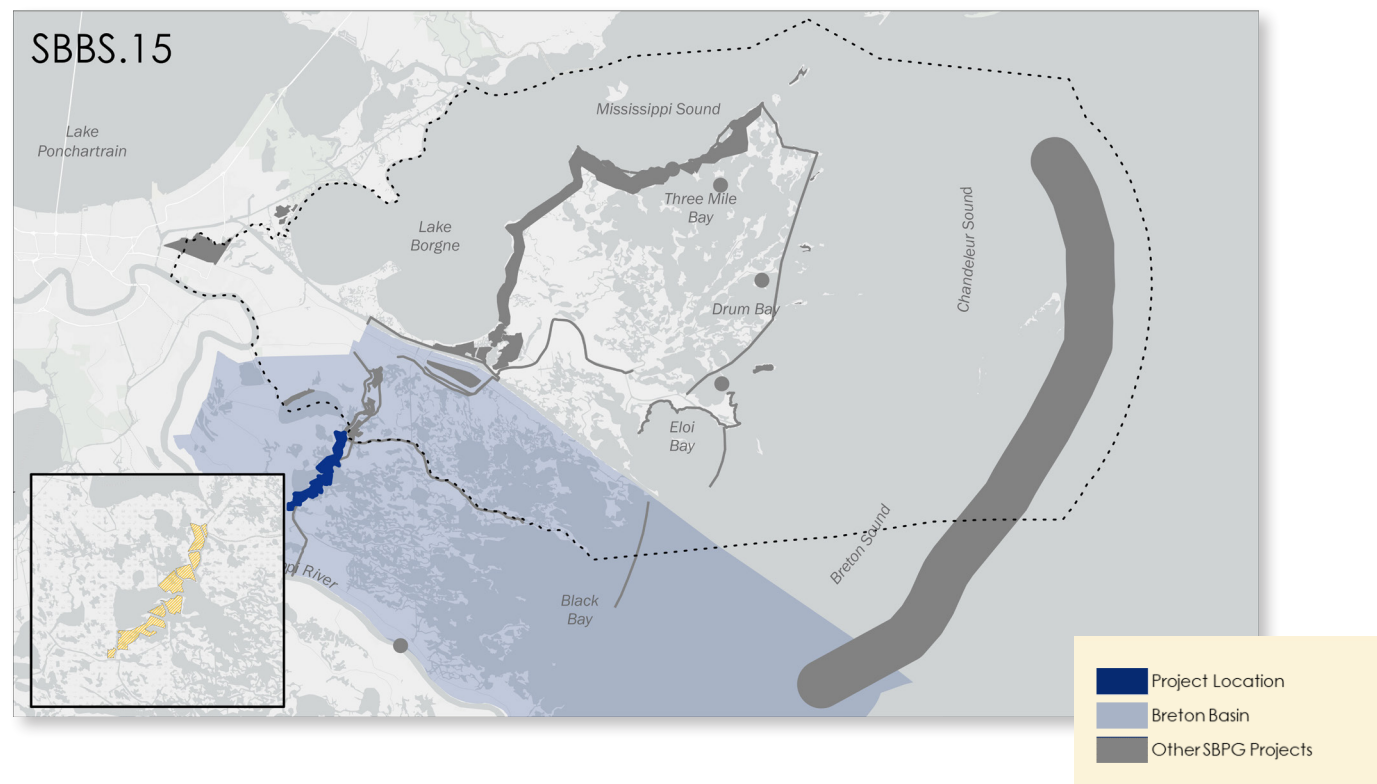 SBBS.15
Mississippi Sound
Lake
Ponchartrain
Three Mile
Bay
Chandeleur Sound
Lake
Borgne
Drum Bay
Eloi
Bay
Breton Sound
River
Black
Bay
Project Location
Breton Basin
Other SBPG Projects